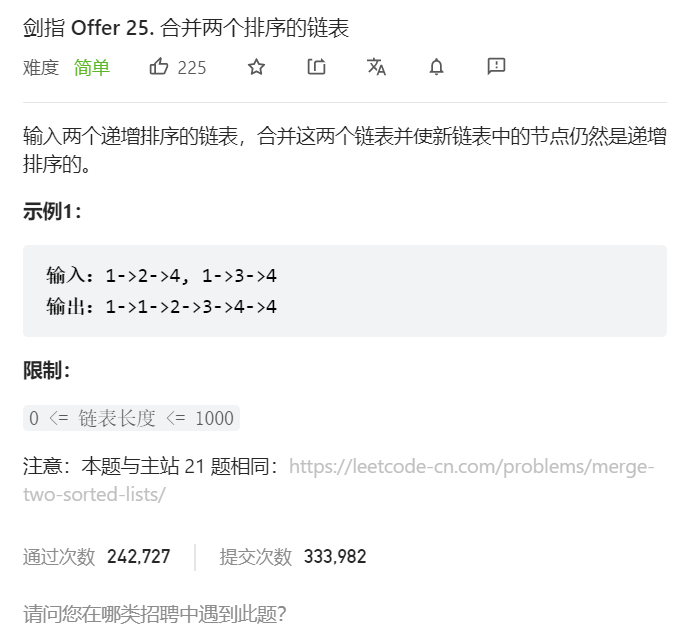 剑指 Offer 25. 合并两个排序的链表
难度 简单 225
输入两个递增排序的链表，合并这两个链表并使新链表中的节点仍然是递增
排序的。
示例1：
输入：1->2->4, 1->3->4
输出：1->1->2->3->4->4
限制：
0 <= 链表长度 <= 1000
注意：本题与主站 21 题相同：https://leetcode-cn.com/problems/merge-
two-sorted-lists/
通过次数 242,727 提交次数 333,982
请问您在哪类招聘中遇到此题？